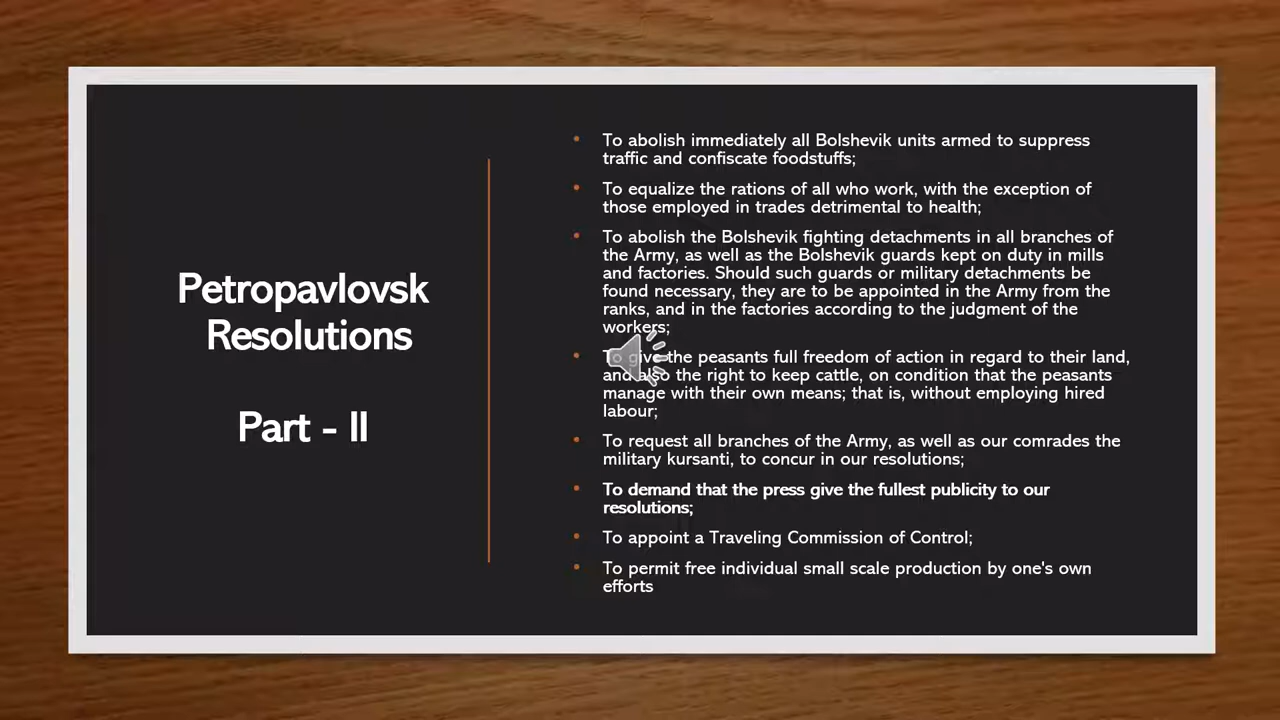 Petropavlovsk
Resolutions
Part - II
• To abolish immediately all Bolshevik units armed to suppress
traffic and confiscate foodstuffs;
• To equalize the rations of all who work, with the exception of
those employed in trades detrimental to health;
• To abolish the Bolshevik fighting detachments in all branches of
the Army, as well as the Bolshevik guards kept on duty in mills
and factories. Should such guards or military detachments be
found necessary, they are to be appointed in the Army from the
ranks, and in the factories according to the judgment of the
workers;
• To give the peasants full freedom of action in regard to their land,
and also the right to keep cattle, on condition that the peasants
manage with their own means; that is, without employing hired
labour;
• To request all branches of the Army, as well as our comrades the
military kursanti, to concur in our resolutions;
• To demand that the press give the fullest publicity to our
resolutions;
• To appoint a Traveling Commission of Control;
• To permit free individual small scale production by one's own
efforts